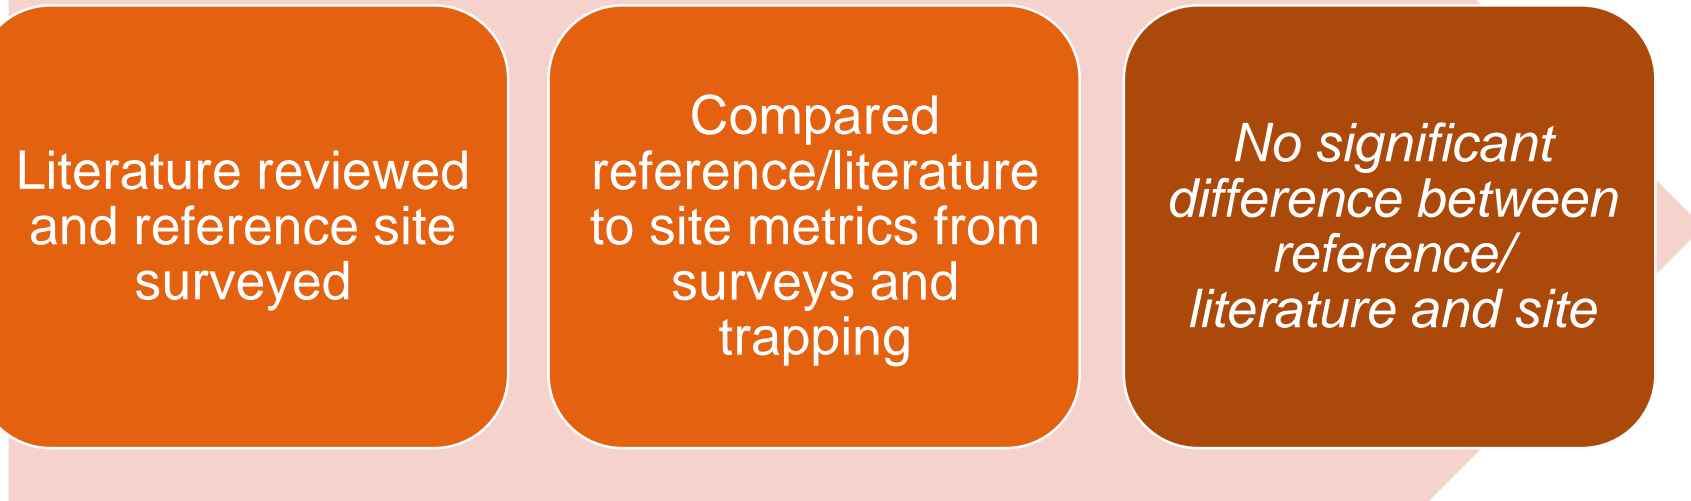 Literature reviewed
and reference site
surveyed
Compared
reference/literature
to site metrics from
surveys and
trapping
No significant
difference between
reference/
literature and site